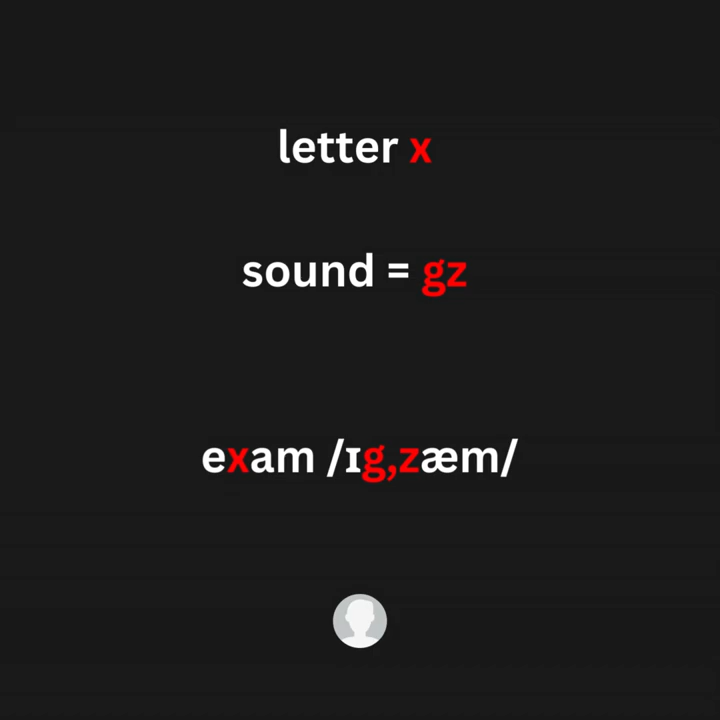 letter x
sound = gz
exam /ɪg,zæm/